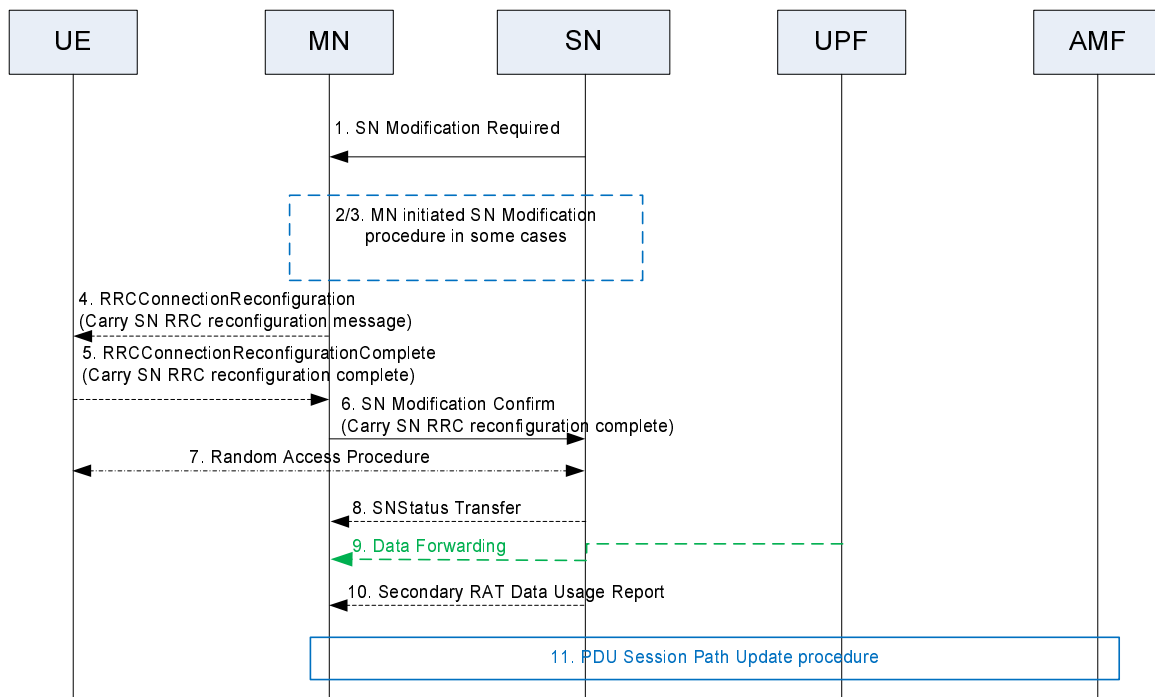 UE
MN
SN
UPF
AMF
1. SN Modification Required
2/3. MN initiated SN Modification
procedure in some cases
4. RRCConnectionReconfiguration
(Carry SN RRC reconfiguration message)
5. RRCConnectionReconfigurationComplete
(Carry SN RRC reconfiguration complete)
6. SN Modification Confirm
(Carry SN RRC reconfiguration complete)
7. Random Access Procedure
8. SNStatus Transfer
9. Data Forwarding
10. Secondary RAT Data Usage Report
11. PDU Session Path Update procedure